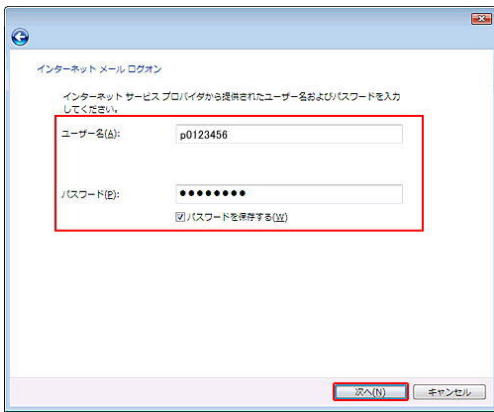 インターネット メール ログオン
インターネット サービス プロバイダから提供されたユーザー名およびパスワードを入力
してください。
ユーザー名(A):
p0123456
パスワード(P):
●●●●●●●●
パスワードを保存する(W)
次へ(N)
キャンセル